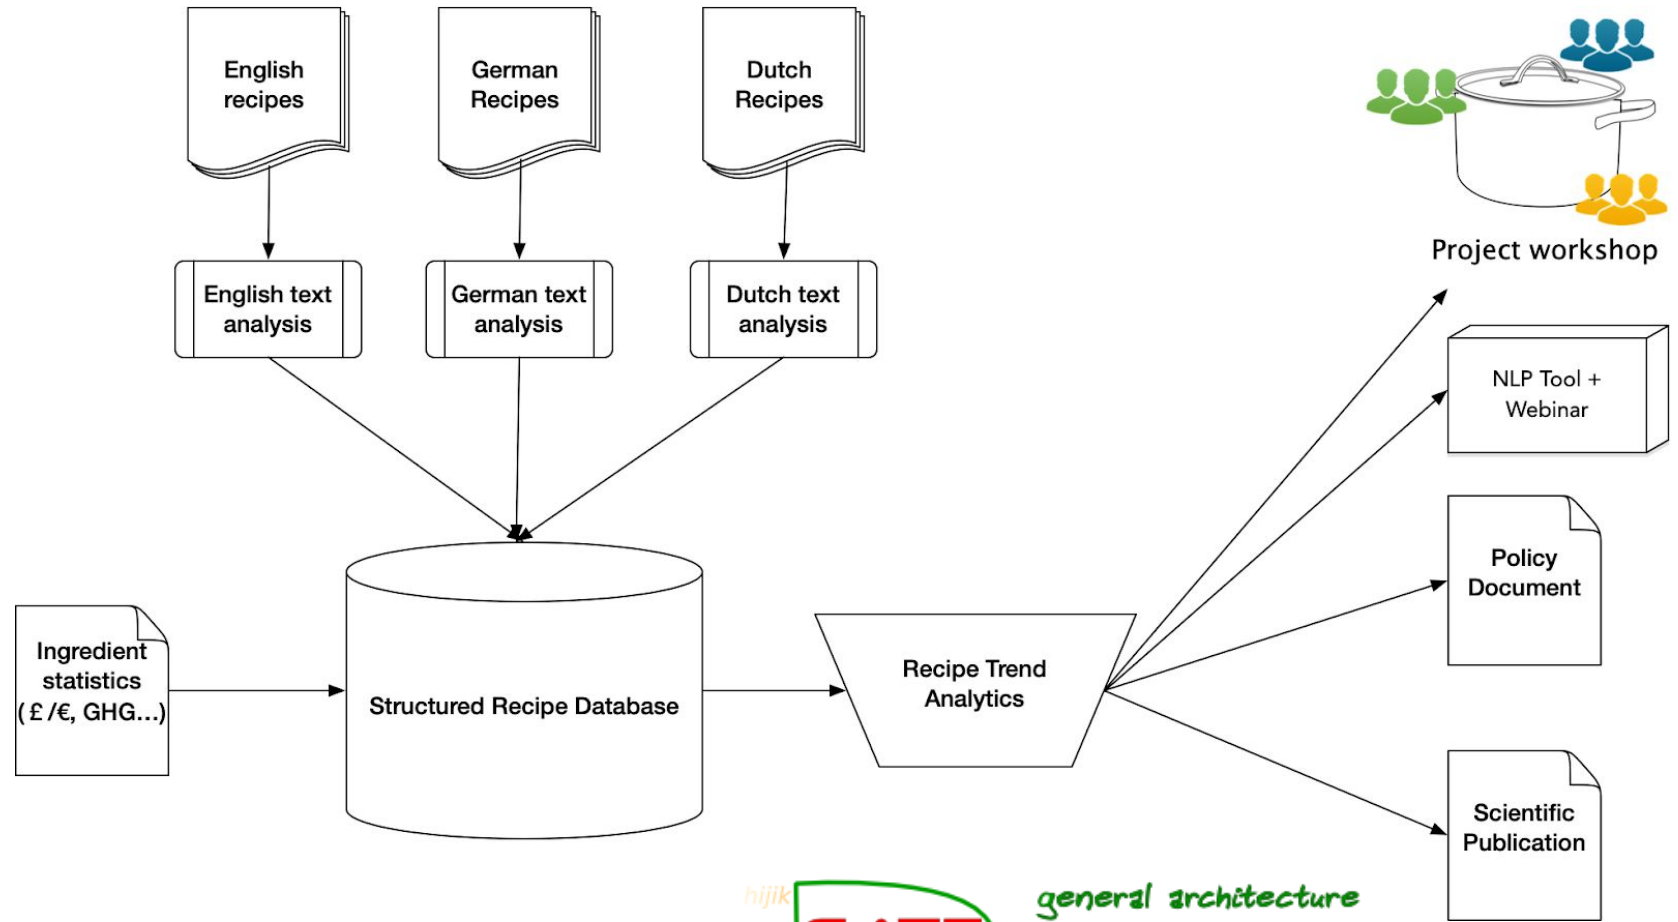 English
recipes
German
Recipes
Dutch
Recipes
English text
analysis
German text
analysis
Dutch text
analysis
Project workshop
NLP Tool +
Webinar
Policy
Document
Ingredient
statistics
(£/€, GHG...)
Structured Recipe Database
Recipe Trend
Analytics
Scientific
Publication
hijik
general architecture